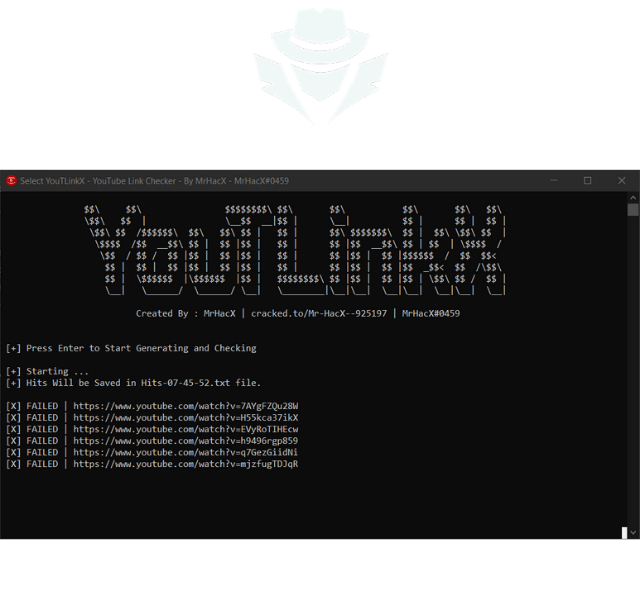 Select YouTLinkX - YouTube Link Checker - By MrHacX - MrHacX#0459
YOUTLinkX
Created By : MrHacX | cracked.to/Mr-HacX--925197 | MrHacX#0459
[+] Press Enter to Start Generating and Checking
[+] Starting ...
[+] Hits Will be Saved in Hits-07-45-52.txt file.
[X] FAILED | https://www.youtube.com/watch?v=7AYgFZQu28W
[X] FAILED | https://www.youtube.com/watch?v=H55kca37ikX
[X] FAILED | https://www.youtube.com/watch?v=EVyRoTIHEcw
[X] FAILED | https://www.youtube.com/watch?v=h9496rgp859
[X] FAILED | https://www.youtube.com/watch?v=q7GezGiidNi
[X] FAILED | https://www.youtube.com/watch?v=mjzfugTDJqR